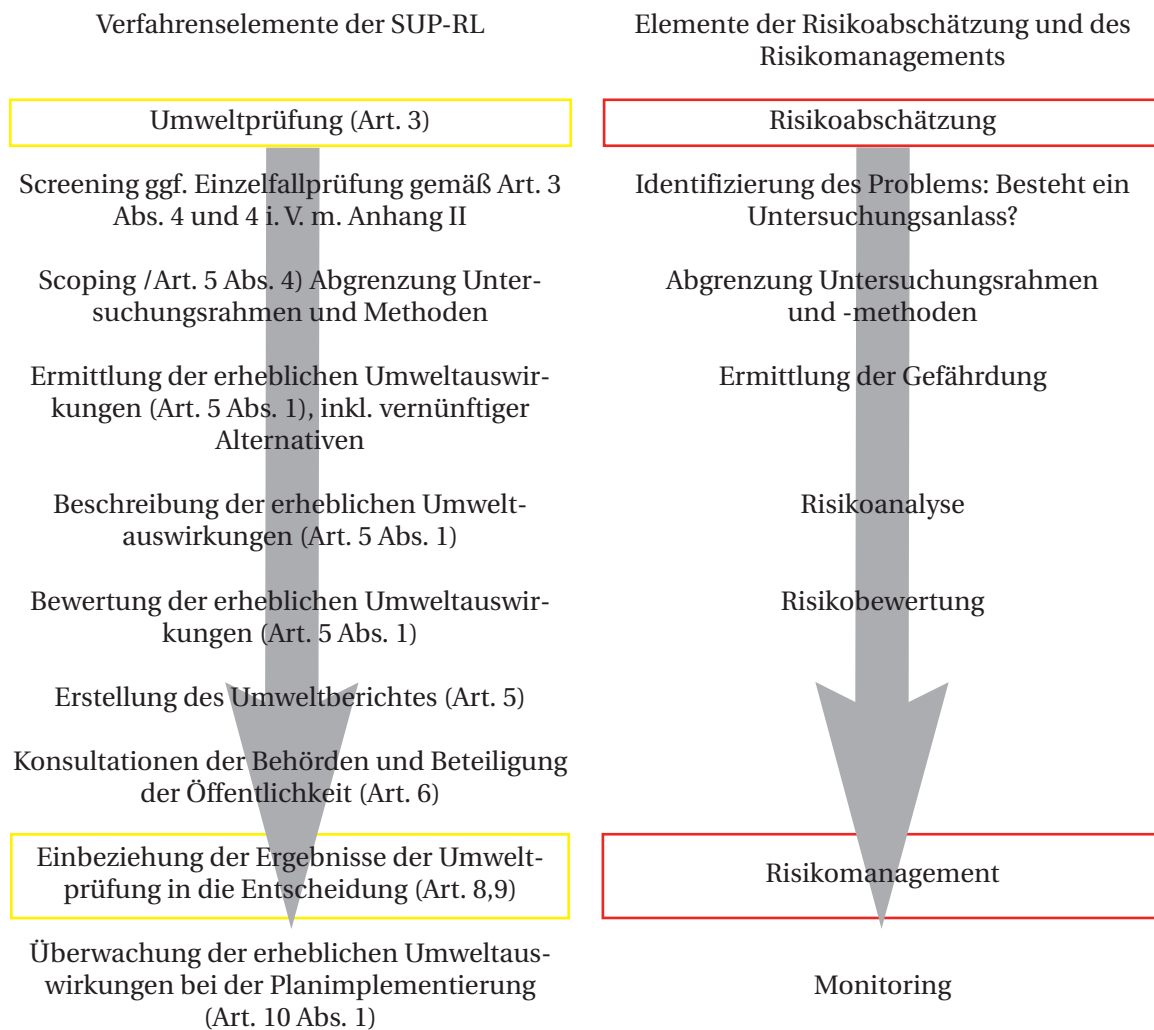 Verfahrenselemente der SUP-RL
Umweltprüfung (Art. 3)
Screening ggf. Einzelfallprüfung gemäß Art. 3
Abs. 4 und 4 i. V. m. Anhang II
Scoping /Art. 5 Abs. 4) Abgrenzung Unter-
suchungsrahmen und Methoden
Ermittlung der erheblichen Umweltauswir-
kungen (Art. 5 Abs. 1), inkl. vernünftiger
Alternativen
Beschreibung der erheblichen Umwelt-
auswirkungen (Art. 5 Abs. 1)
Bewertung der erheblichen Umweltauswir-
kungen (Art. 5 Abs. 1)
Erstellung des Umweltberichtes (Art. 5)
Konsultationen der Behörden und Beteiligung
der Öffentlichkeit (Art. 6)
Einbeziehung der Ergebnisse der Umwelt-
prüfung in die Entscheidung (Art. 8,9)
Überwachung der erheblichen Umweltaus-
wirkungen bei der Planimplementierung
(Art. 10 Abs. 1)
Elemente der Risikoabschätzung und des
Risikomanagements
Risikoabschätzung
Identifizierung des Problems: Besteht ein
Untersuchungsanlass?
Abgrenzung Untersuchungsrahmen
und -methoden
Ermittlung der Gefährdung
Risikoanalyse
Risikobewertung
Risikomanagement
Monitoring